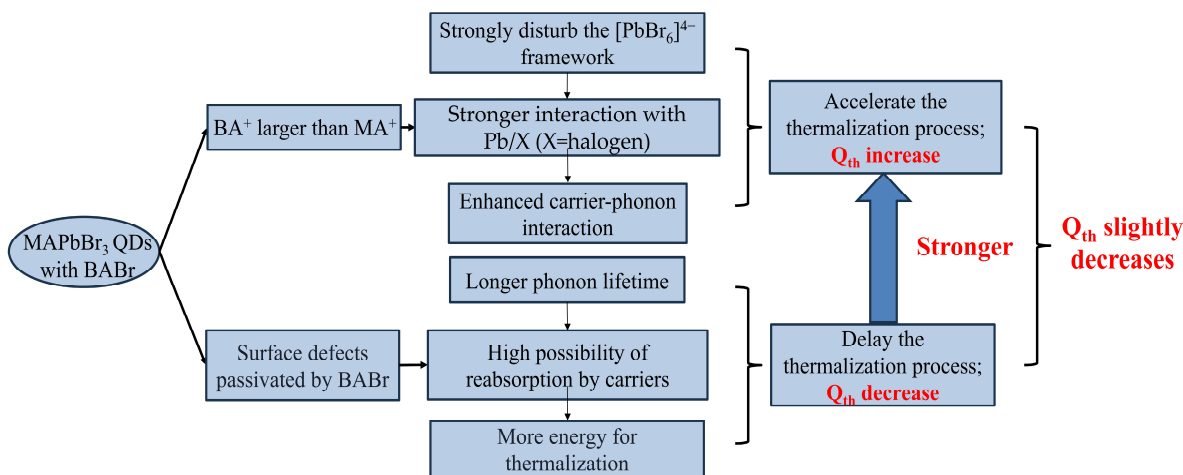 Strongly disturb the [PbBr₆]⁴⁻
framework
BA⁺ larger than MA⁺
Stronger interaction with
Pb/X (X=halogen)
Accelerate the
thermalization process;
Qₜₕ increase
Enhanced carrier-phonon
interaction
MAPbBr₃ QDs
with BABr
Stronger
Qₜₕ slightly
decreases
Longer phonon lifetime
Surface defects
passivated by BABr
High possibility of
reabsorption by carriers
Delay the
thermalization process;
Qₜₕ decrease
More energy for
thermalization